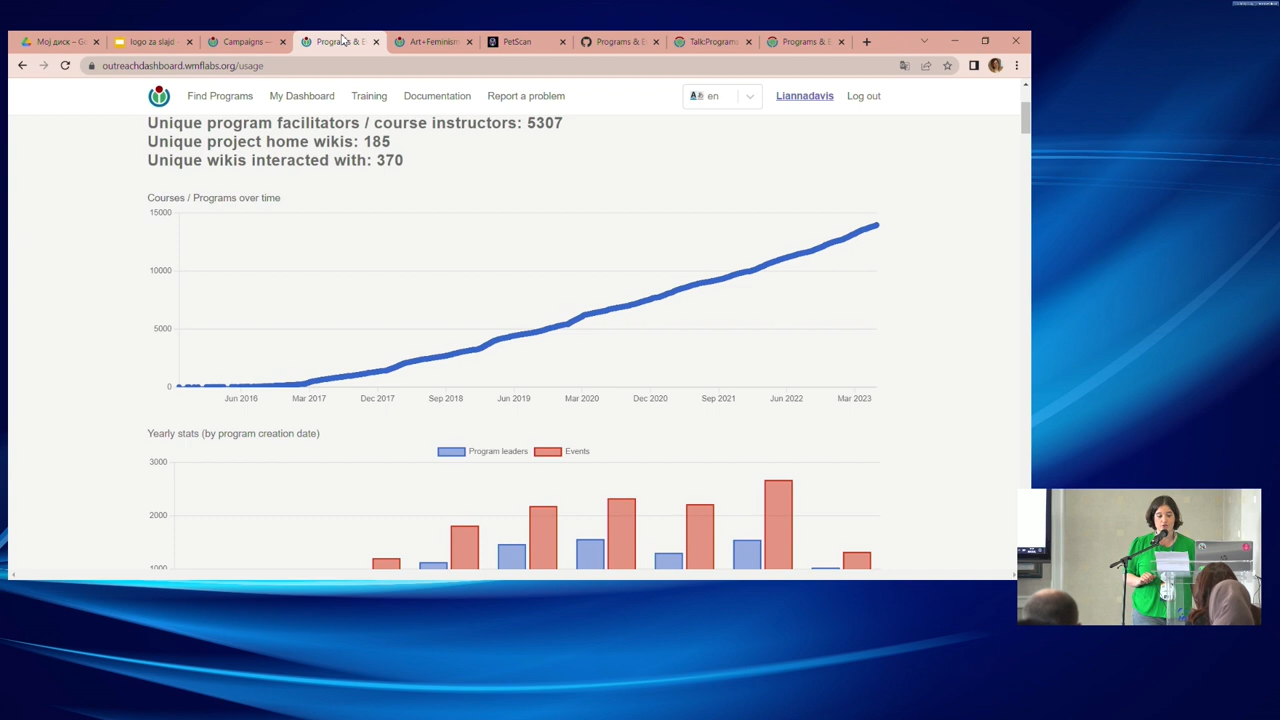 Мој диск – G
logo za slajd
Campaigns —
Programs & E
Art+Feminism
PetScan
Programs & E
Talk:Programs
Programs & E
outreachdashboard.wmflabs.org/usage
Find Programs My Dashboard Training Documentation Report a problem en Liannadavis Log out
Unique program facilitators / course instructors: 5307
Unique project home wikis: 185
Unique wikis interacted with: 370
Courses / Programs over time
15000
10000
5000
0
Jun 2016 Mar 2017 Dec 2017 Sep 2018 Jun 2019 Mar 2020 Dec 2020 Sep 2021 Jun 2022 Mar 2023
Yearly stats (by program creation date)
Program leaders Events
3000
2000
1000